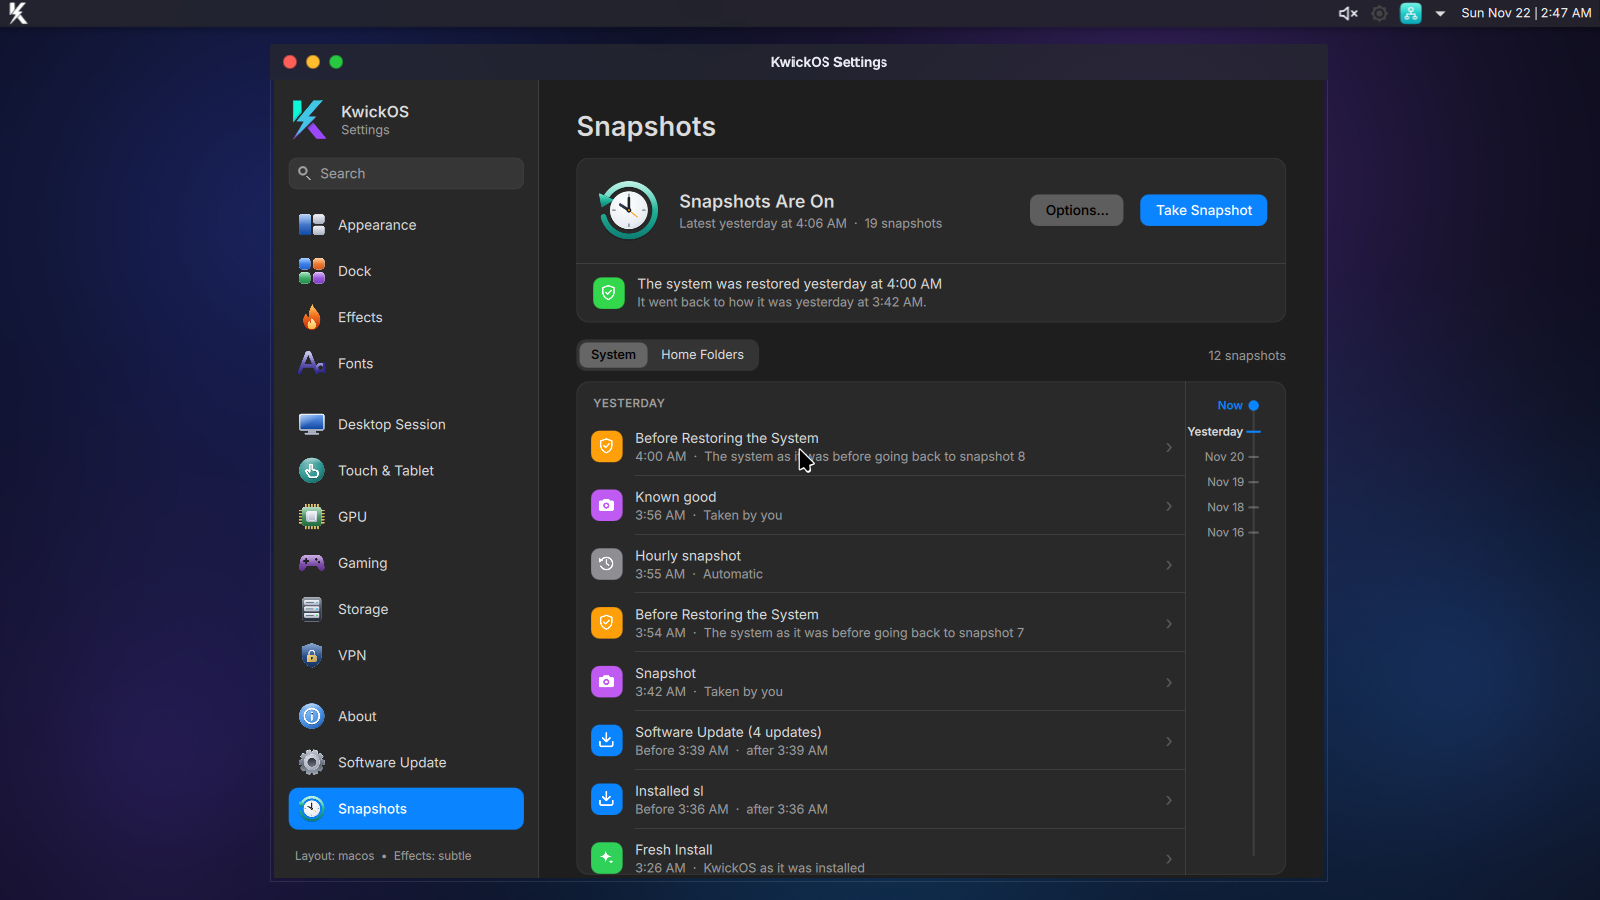 Sun Nov 22 | 2:47 AM
KwickOS Settings
KwickOS
Settings
Search
Appearance
Dock
Effects
Fonts
Desktop Session
Touch & Tablet
GPU
Gaming
Storage
VPN
About
Software Update
Snapshots
Layout: macos • Effects: subtle
Snapshots
Snapshots Are On
Latest yesterday at 4:06 AM · 19 snapshots
Options...
Take Snapshot
The system was restored yesterday at 4:00 AM
It went back to how it was yesterday at 3:42 AM.
System
Home Folders
12 snapshots
YESTERDAY
Before Restoring the System
4:00 AM · The system as it was before going back to snapshot 8
Known good
3:56 AM · Taken by you
Hourly snapshot
3:55 AM · Automatic
Before Restoring the System
3:54 AM · The system as it was before going back to snapshot 7
Snapshot
3:42 AM · Taken by you
Software Update (4 updates)
Before 3:39 AM · after 3:39 AM
Installed sl
Before 3:36 AM · after 3:36 AM
Fresh Install
3:26 AM · KwickOS as it was installed
Now
Yesterday
Nov 20
Nov 19
Nov 18
Nov 16